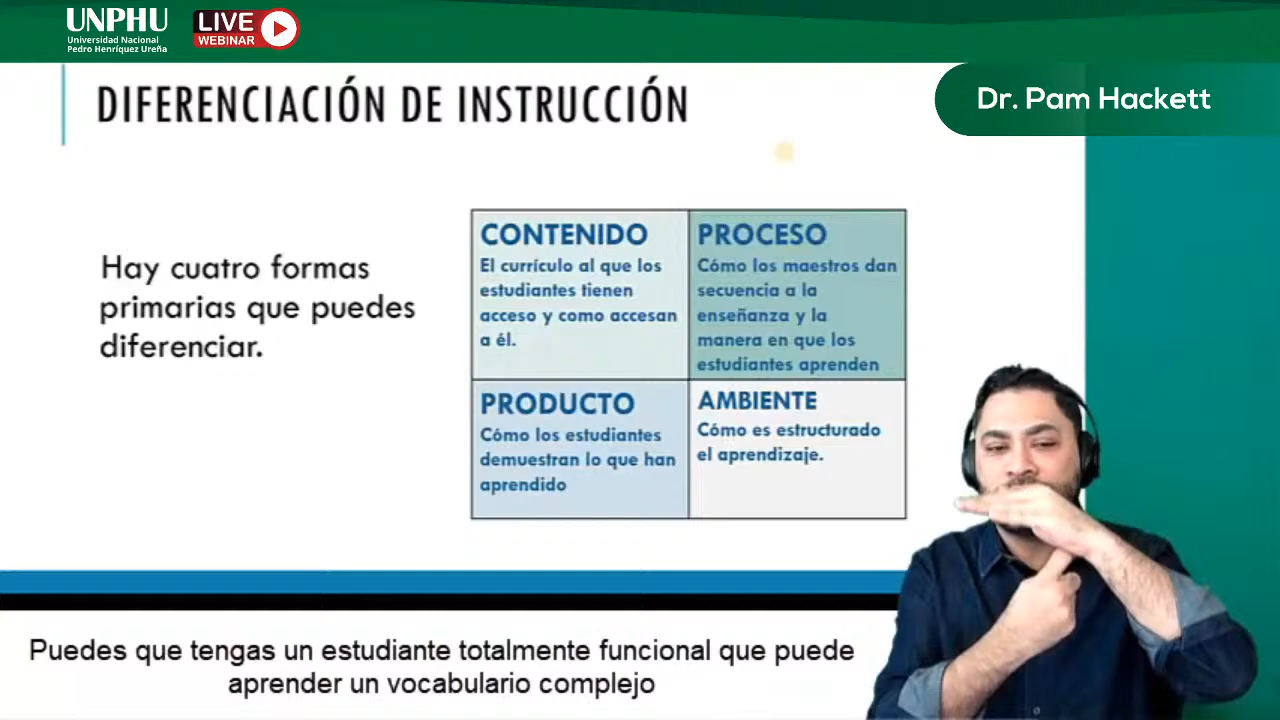 UNPHU
Universidad Nacional
Pedro Henríquez Ureña
LIVE
WEBINAR
DIFERENCIACIÓN DE INSTRUCCIÓN
Dr. Pam Hackett
Hay cuatro formas
primarias que puedes
diferenciar.
CONTENIDO
El currículo al que los
estudiantes tienen
acceso y como accesan
a él.
PROCESO
Cómo los maestros dan
secuencia a la
enseñanza y la
manera en que los
estudiantes aprenden
PRODUCTO
Cómo los estudiantes
demuestran lo que han
aprendido
AMBIENTE
Cómo es estructurado
el aprendizaje.
Puedes que tengas un estudiante totalmente funcional que puede
aprender un vocabulario complejo